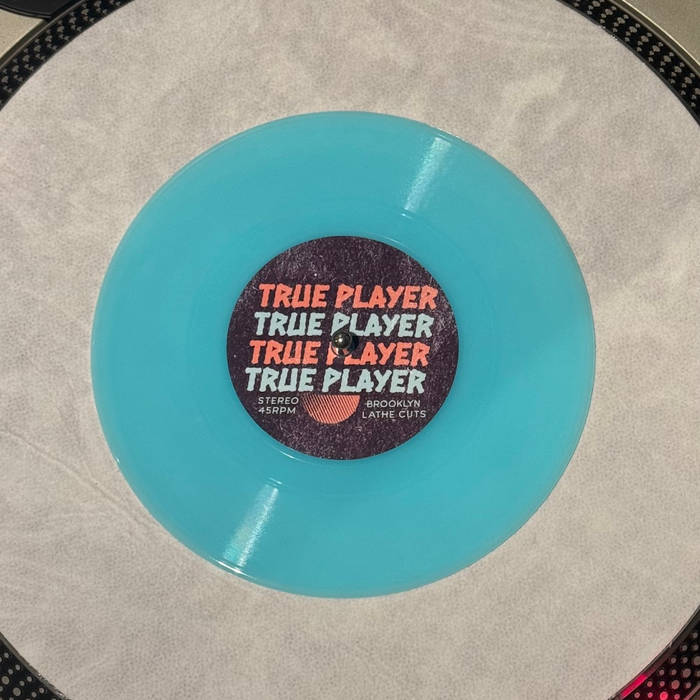 TRUE PLAYER
TRUE PLAYER
TRUE PLAYER
TRUE PLAYER
STEREO
45RPM
BROOKLYN
LATHE CUTS